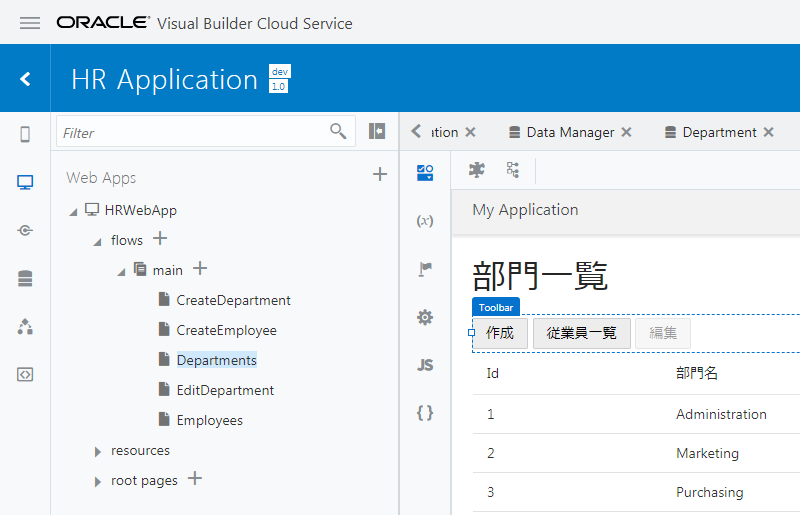 ORACLE® Visual Builder Cloud Service
HR Application dev 1.0
Filter
ation Data Manager Department
Web Apps
HRWebApp
flows
main
CreateDepartment
CreateEmployee
Departments
EditDepartment
Employees
resources
root pages
(x)
JS
{ }
My Application
部門一覧
Toolbar
作成 従業員一覧 編集
Id 部門名
1 Administration
2 Marketing
3 Purchasing